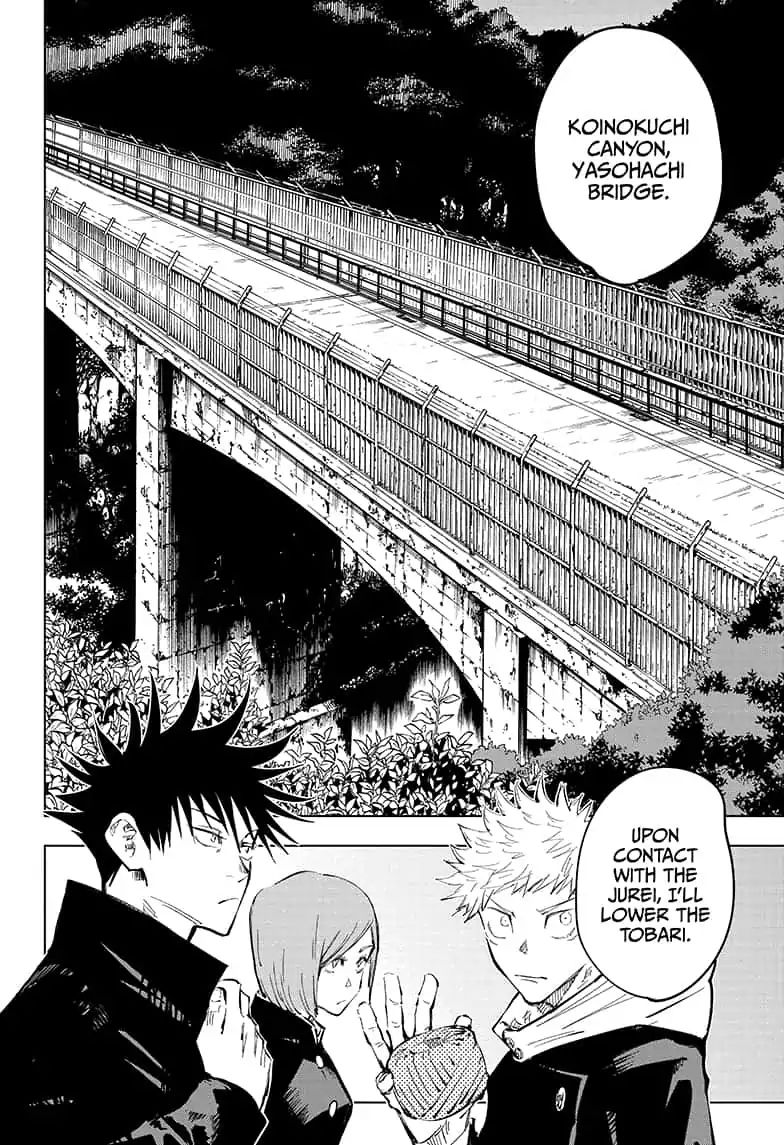 KOINOKUCHI
CANYON,
YASOHACHI
BRIDGE.
UPON
CONTACT
WITH THE
JUREI, I'LL
LOWER THE
TOBARI.